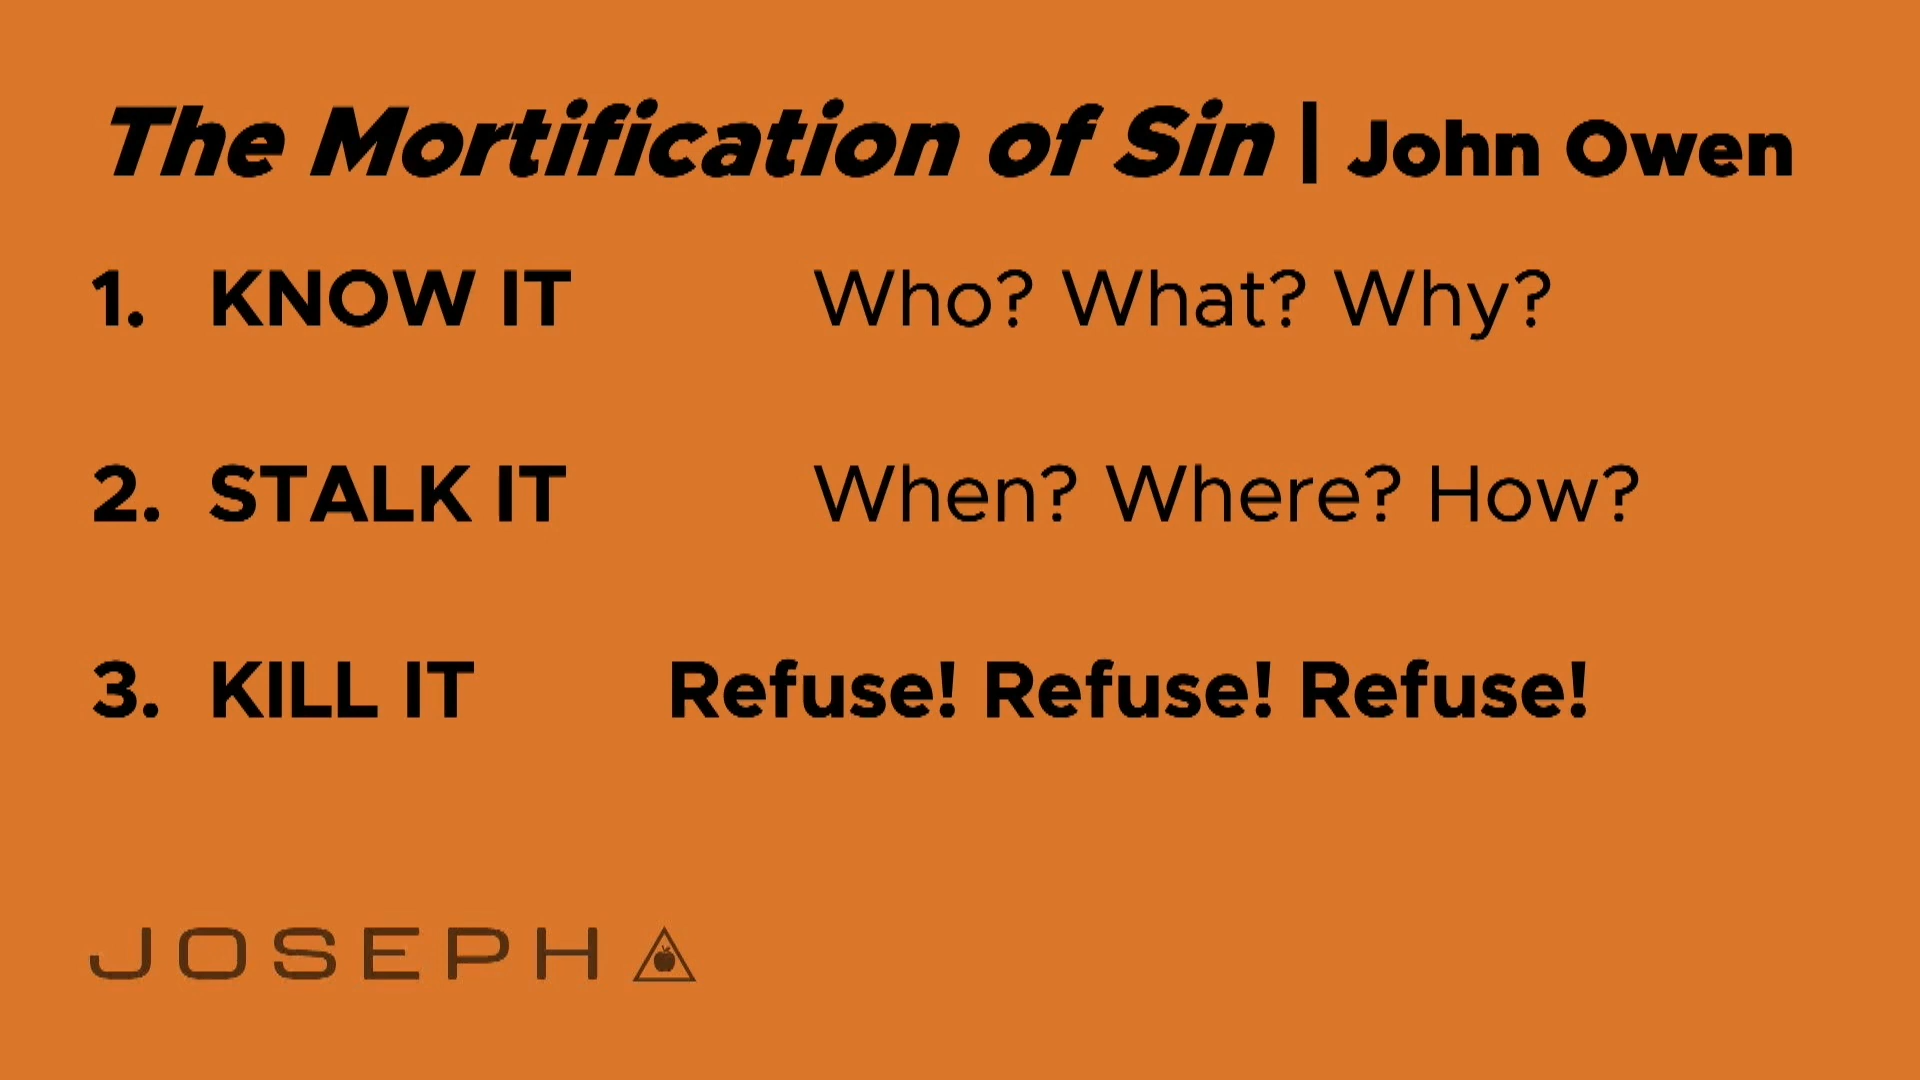 The Mortification of Sin | John Owen
1. KNOW IT Who? What? Why?
2. STALK IT When? Where? How?
3. KILL IT Refuse! Refuse! Refuse!
JOSEPH